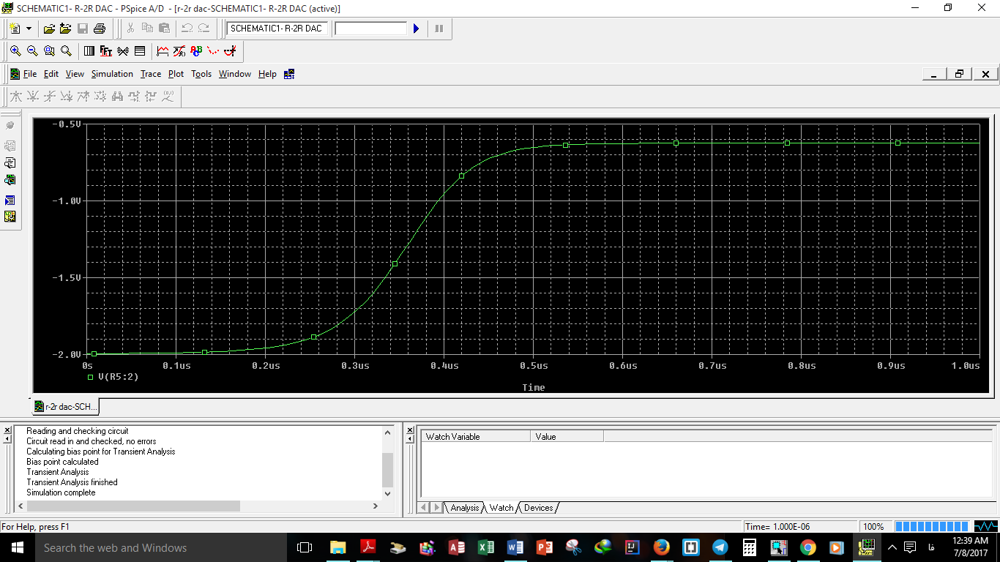 SCHEMATIC1- R-2R DAC - PSpice A/D - [r-2r dac-SCHEMATIC1- R-2R DAC (active)]
SCHEMATIC1- R-2R DAC
File Edit View Simulation Trace Plot Tools Window Help
-0.5V
-1.0V
-1.5V
-2.0V
0s 0.1us 0.2us 0.3us 0.4us 0.5us 0.6us 0.7us 0.8us 0.9us 1.0us
V(R5:2)
Time
r-2r dac-SCH...
Reading and checking circuit
Circuit read in and checked, no errors
Calculating bias point for Transient Analysis
Bias point calculated
Transient Analysis
Transient Analysis finished
Simulation complete
Watch Variable Value
Analysis Watch Devices
For Help, press F1
Time= 1.000E-06 100%
Search the web and Windows
فا
12:39 AM
7/8/2017